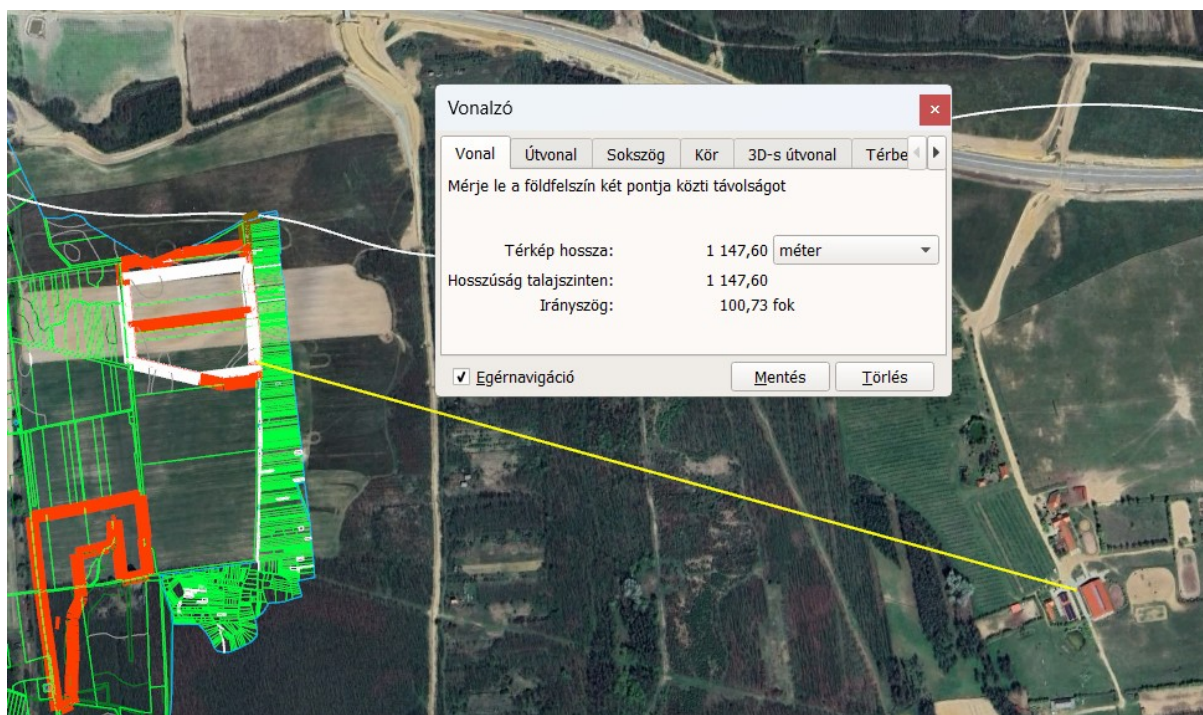 Vonalzó
Vonal Útvonal Sokszög Kör 3D-s útvonal Térbe
Mérje le a földfelszín két pontja közti távolságot
Térkép hossza: 1 147,60 méter
Hosszúság talajszinten: 1 147,60
Irányszög: 100,73 fok
Egérnavigáció Mentés Törlés